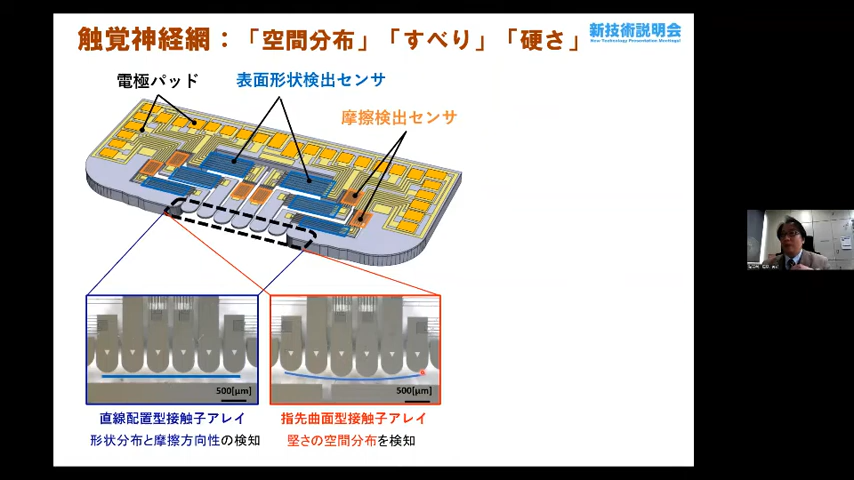 触覚神経網：「空間分布」「すべり」「硬さ」
新技術説明会
New Technology Presentation Meetings!
電極パッド
表面形状検出センサ
摩擦検出センサ
500[μm]
500[μm]
直線配置型接触子アレイ
指先曲面型接触子アレイ
形状分布と摩擦方向性の検知
堅さの空間分布を検知